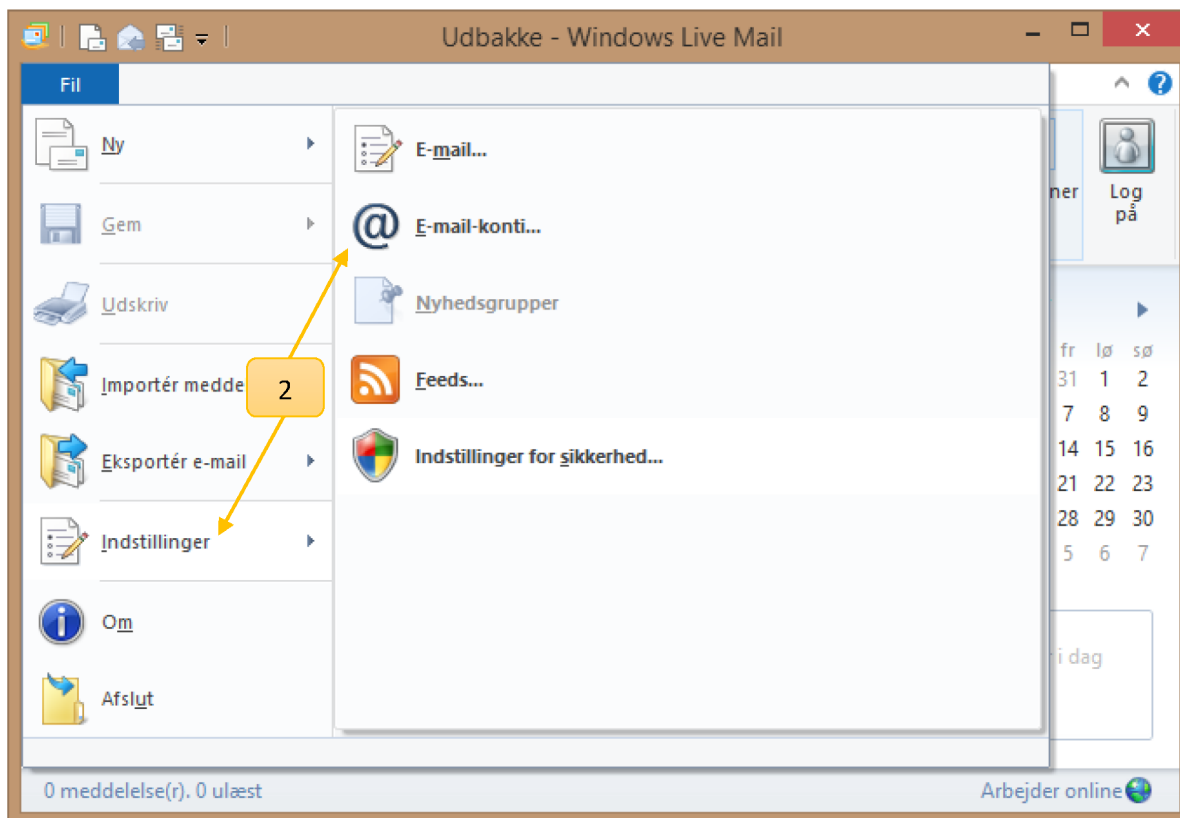 Udbakke - Windows Live Mail
Fil
Ny
Gem
Udskriv
Importér medde
Eksportér e-mail
Indstillinger
Om
Afslut
2
E-mail...
E-mail-konti...
Nyhedsgrupper
Feeds...
Indstillinger for sikkerhed...
ner
Log
på
fr lø sø
31 1 2
7 8 9
14 15 16
21 22 23
28 29 30
5 6 7
i dag
0 meddelelse(r). 0 ulæst
Arbejder online